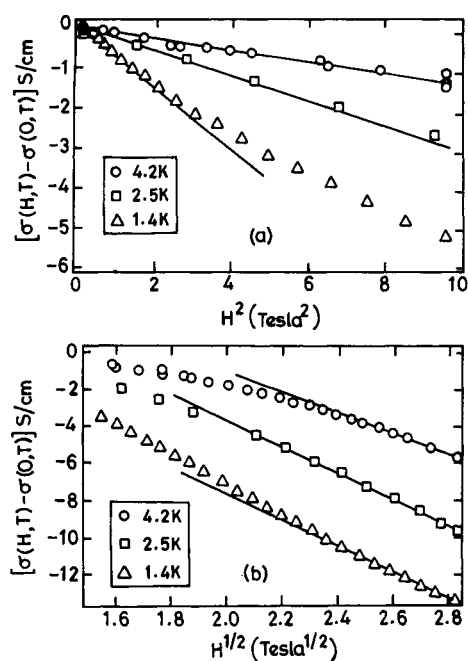 0
-1
-2
-3
-4
-5
-6
[σ(H,T)-σ(0,T)] S/cm
○ 4.2K
□ 2.5K
△ 1.4K
(a)
0 2 4 6 8 10
H² (Tesla²)
0
-2
-4
-6
-8
-10
-12
[σ(H,T)-σ(0,T)] S/cm
○ 4.2K
□ 2.5K
△ 1.4K
(b)
1.6 1.8 2.0 2.2 2.4 2.6 2.8
H^1/2 (Tesla^1/2)